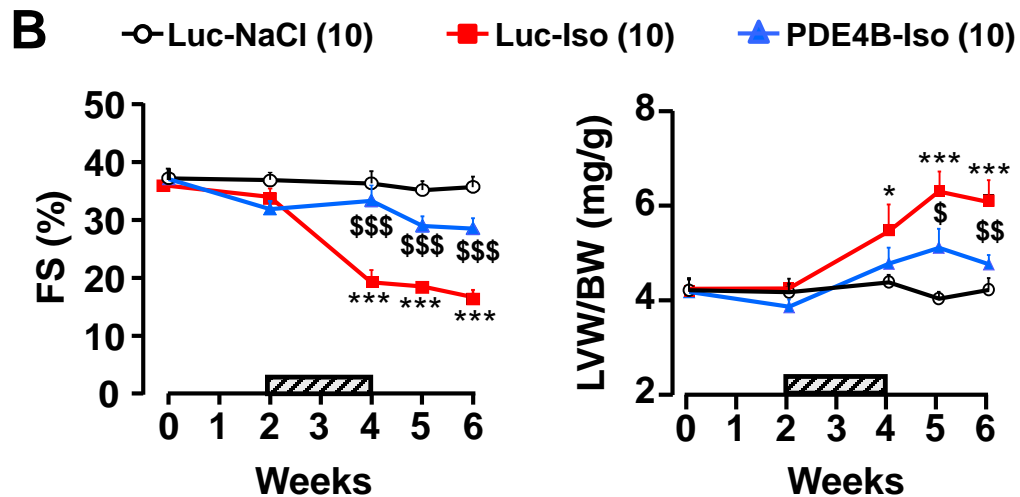 B
Luc-NaCl (10) Luc-Iso (10) PDE4B-Iso (10)
FS (%)
50
40
30
20
10
0
$$$ $$$ $$$
*** *** ***
0 1 2 3 4 5 6
Weeks
LVW/BW (mg/g)
8
6
4
2
* *** ***
$ $$
0 1 2 3 4 5 6
Weeks